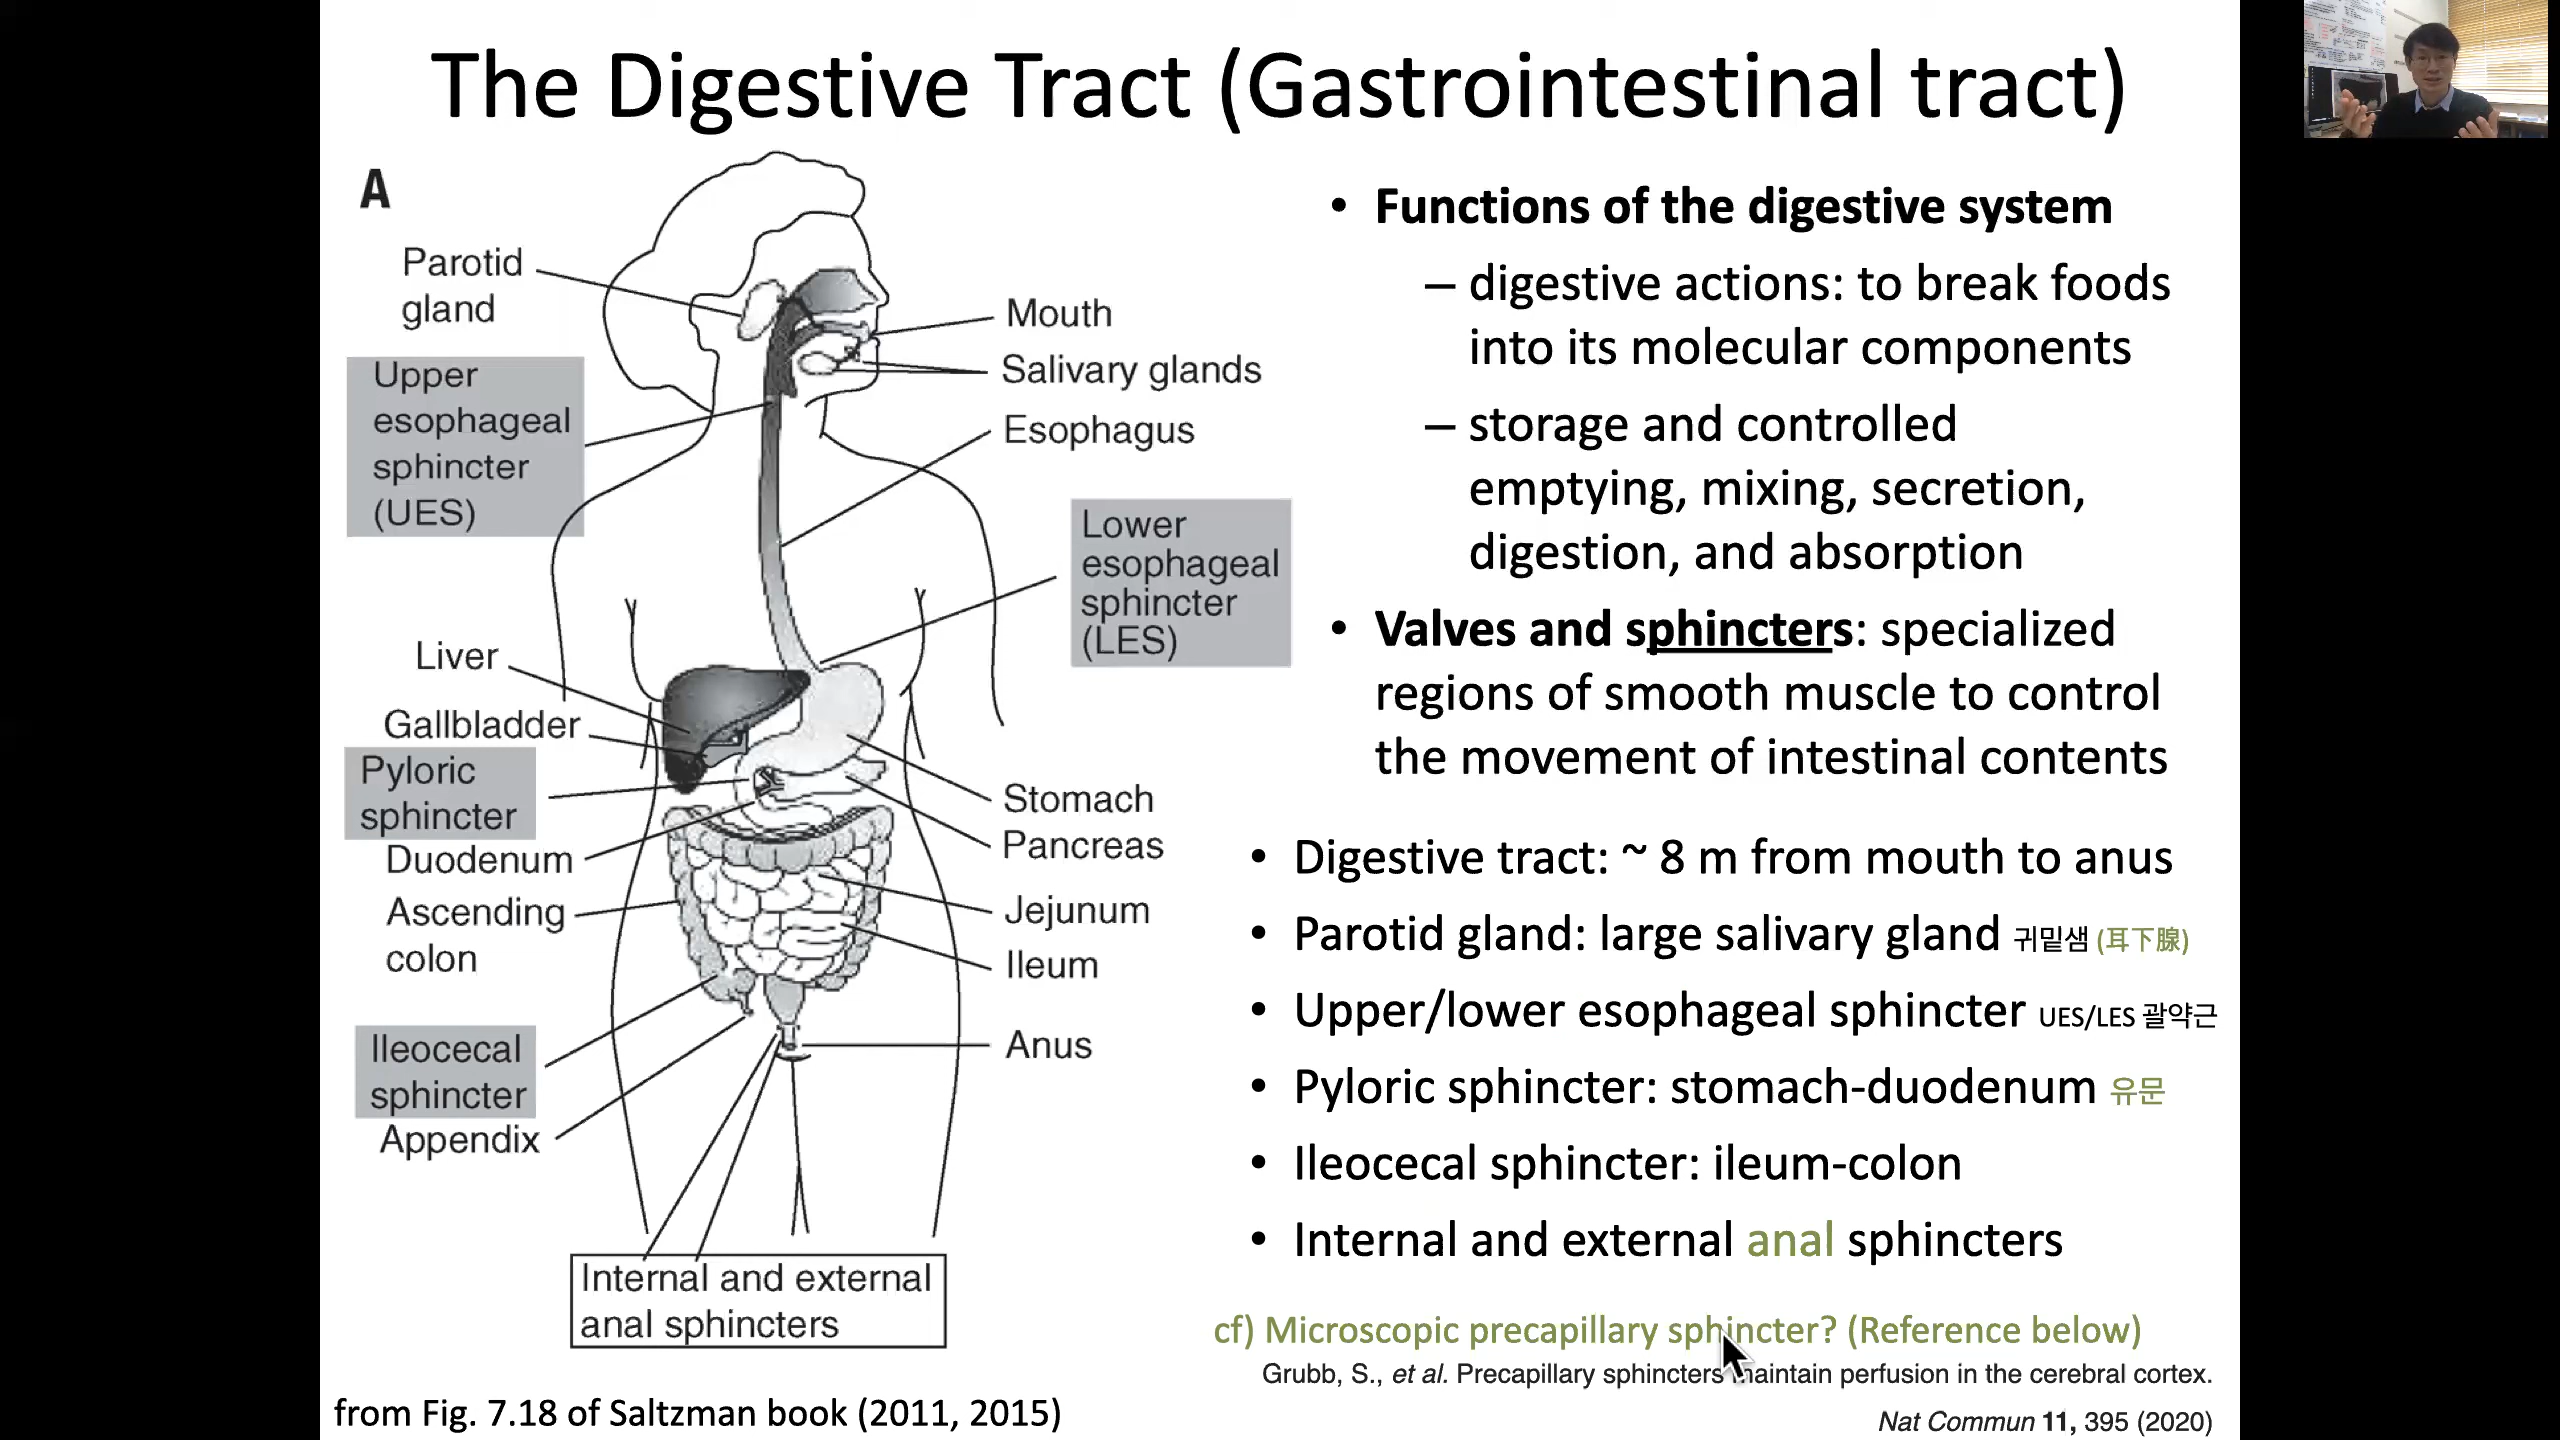 The Digestive Tract (Gastrointestinal tract)
A
Parotid
gland
Upper
esophageal
sphincter
(UES)
Liver
Gallbladder
Pyloric
sphincter
Duodenum
Ascending
colon
Ileocecal
sphincter
Appendix
Mouth
Salivary glands
Esophagus
Lower
esophageal
sphincter
(LES)
Stomach
Pancreas
Jejunum
Ileum
Anus
Internal and external
anal sphincters
from Fig. 7.18 of Saltzman book (2011, 2015)
• Functions of the digestive system
– digestive actions: to break foods
into its molecular components
– storage and controlled
emptying, mixing, secretion,
digestion, and absorption
• Valves and sphincters: specialized
regions of smooth muscle to control
the movement of intestinal contents
• Digestive tract: ~ 8 m from mouth to anus
• Parotid gland: large salivary gland 귀밑샘 (耳下腺)
• Upper/lower esophageal sphincter UES/LES 괄약근
• Pyloric sphincter: stomach-duodenum 유문
• Ileocecal sphincter: ileum-colon
• Internal and external anal sphincters
cf) Microscopic precapillary sphincter? (Reference below)
Grubb, S., et al. Precapillary sphincters maintain perfusion in the cerebral cortex.
Nat Commun 11, 395 (2020)